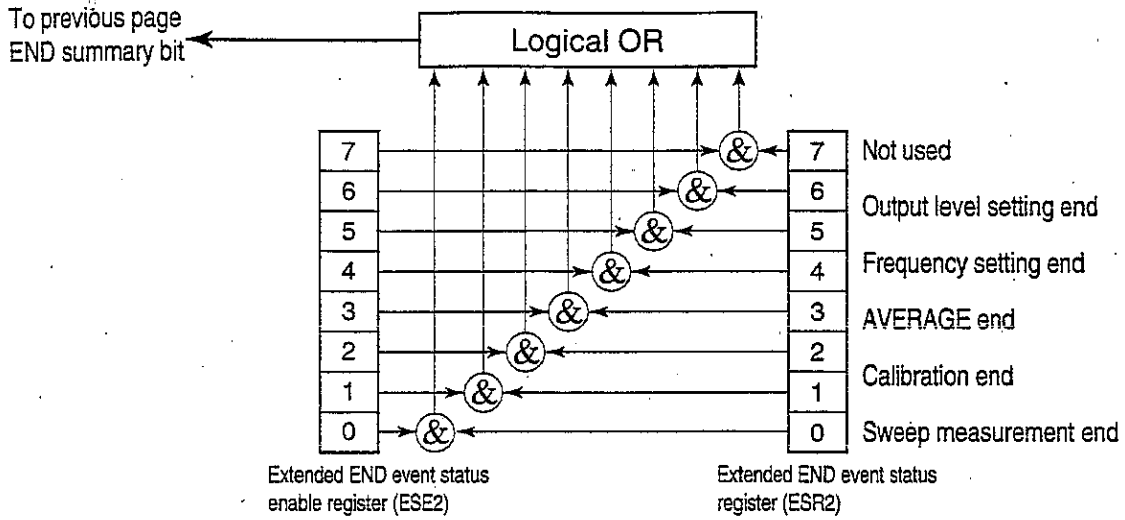 To previous page
END summary bit
Logical OR
7 & 7 Not used
6 & 6
Output level setting end
5 & 5
4 & 4 Frequency setting end
3 & 3 AVERAGE end
2 & 2
Calibration end
1 & 1
0 & 0 Sweep measurement end
Extended END event status
enable register (ESE2)
Extended END event status
register (ESR2)